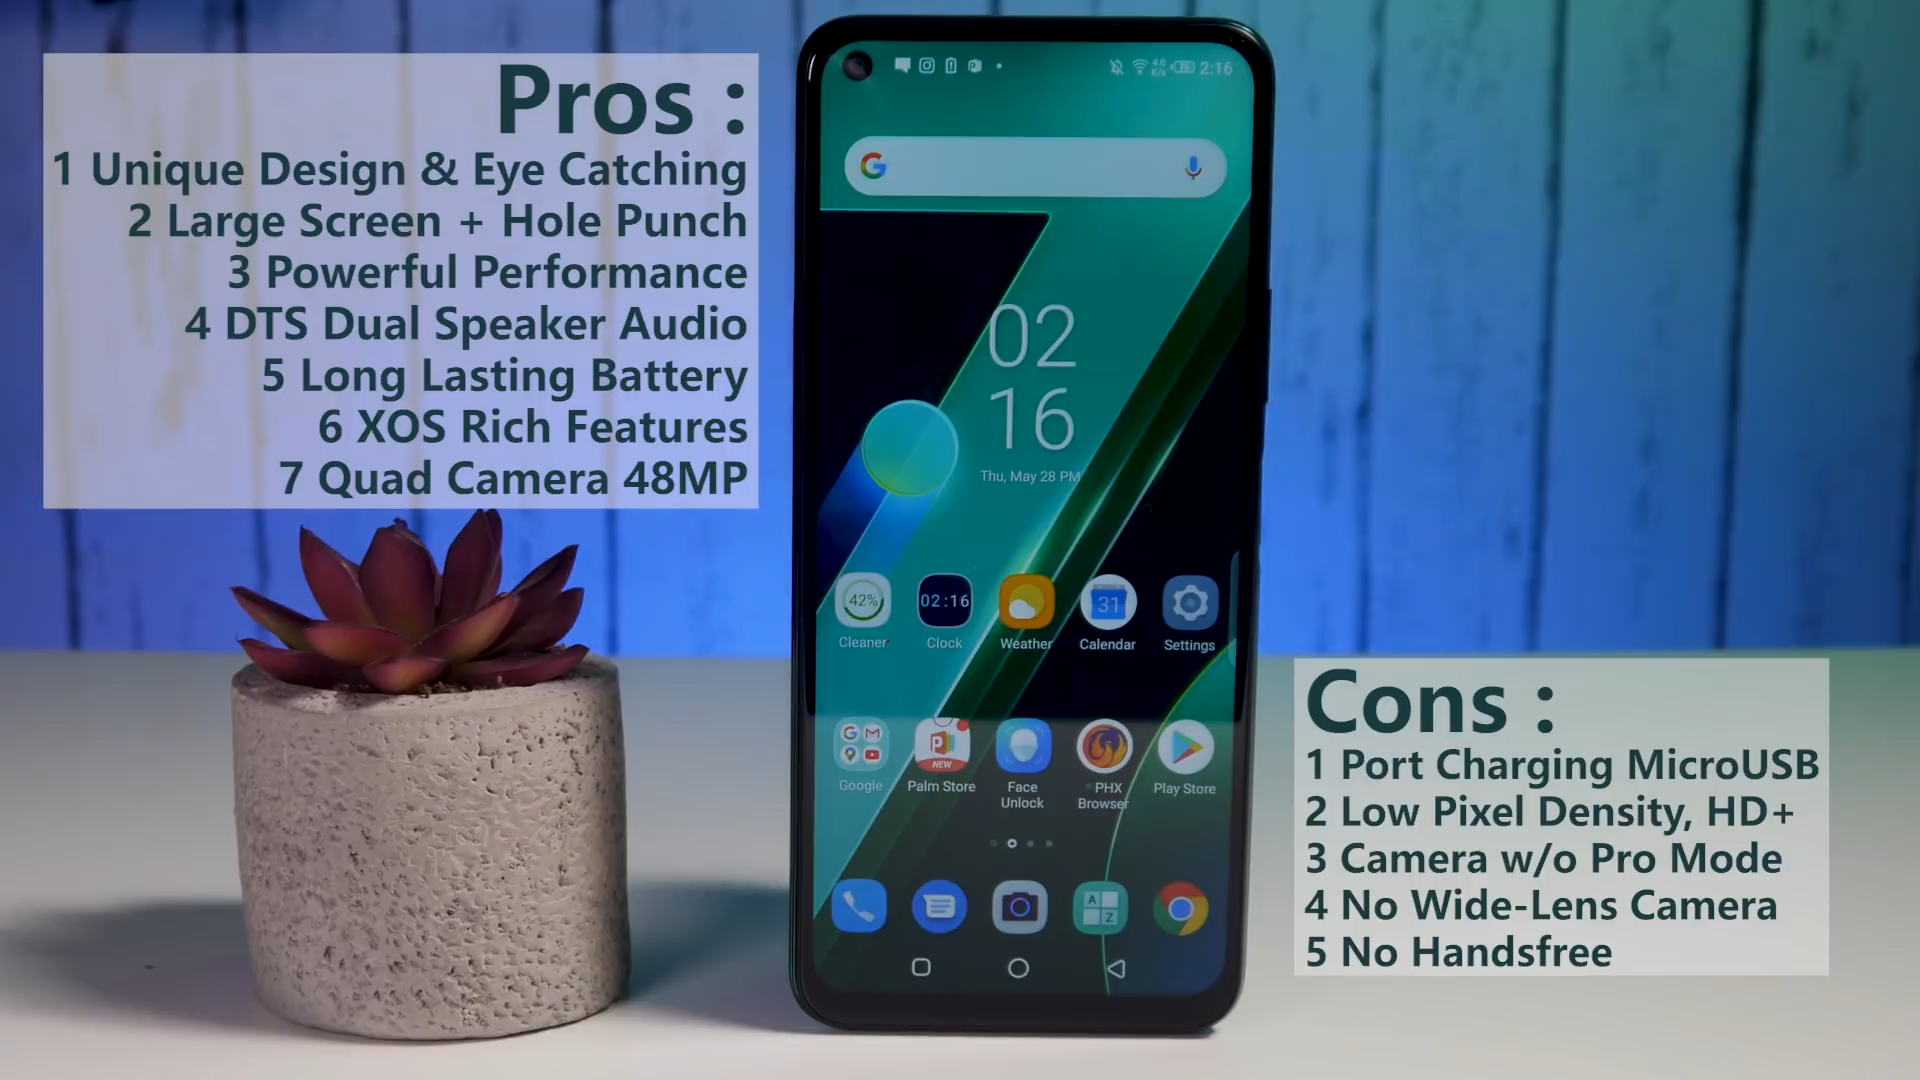 Pros :
1 Unique Design & Eye Catching
2 Large Screen + Hole Punch
3 Powerful Performance
4 DTS Dual Speaker Audio
5 Long Lasting Battery
6 XOS Rich Features
7 Quad Camera 48MP
2:16
02
16
Thu, May 28 PM
42%
02:16
31
Cleaner
Clock
Weather
Calendar
Settings
NEW
Google
Palm Store
Face Unlock
PHX Browser
Play Store
A
Z
Cons :
1 Port Charging MicroUSB
2 Low Pixel Density, HD+
3 Camera w/o Pro Mode
4 No Wide-Lens Camera
5 No Handsfree